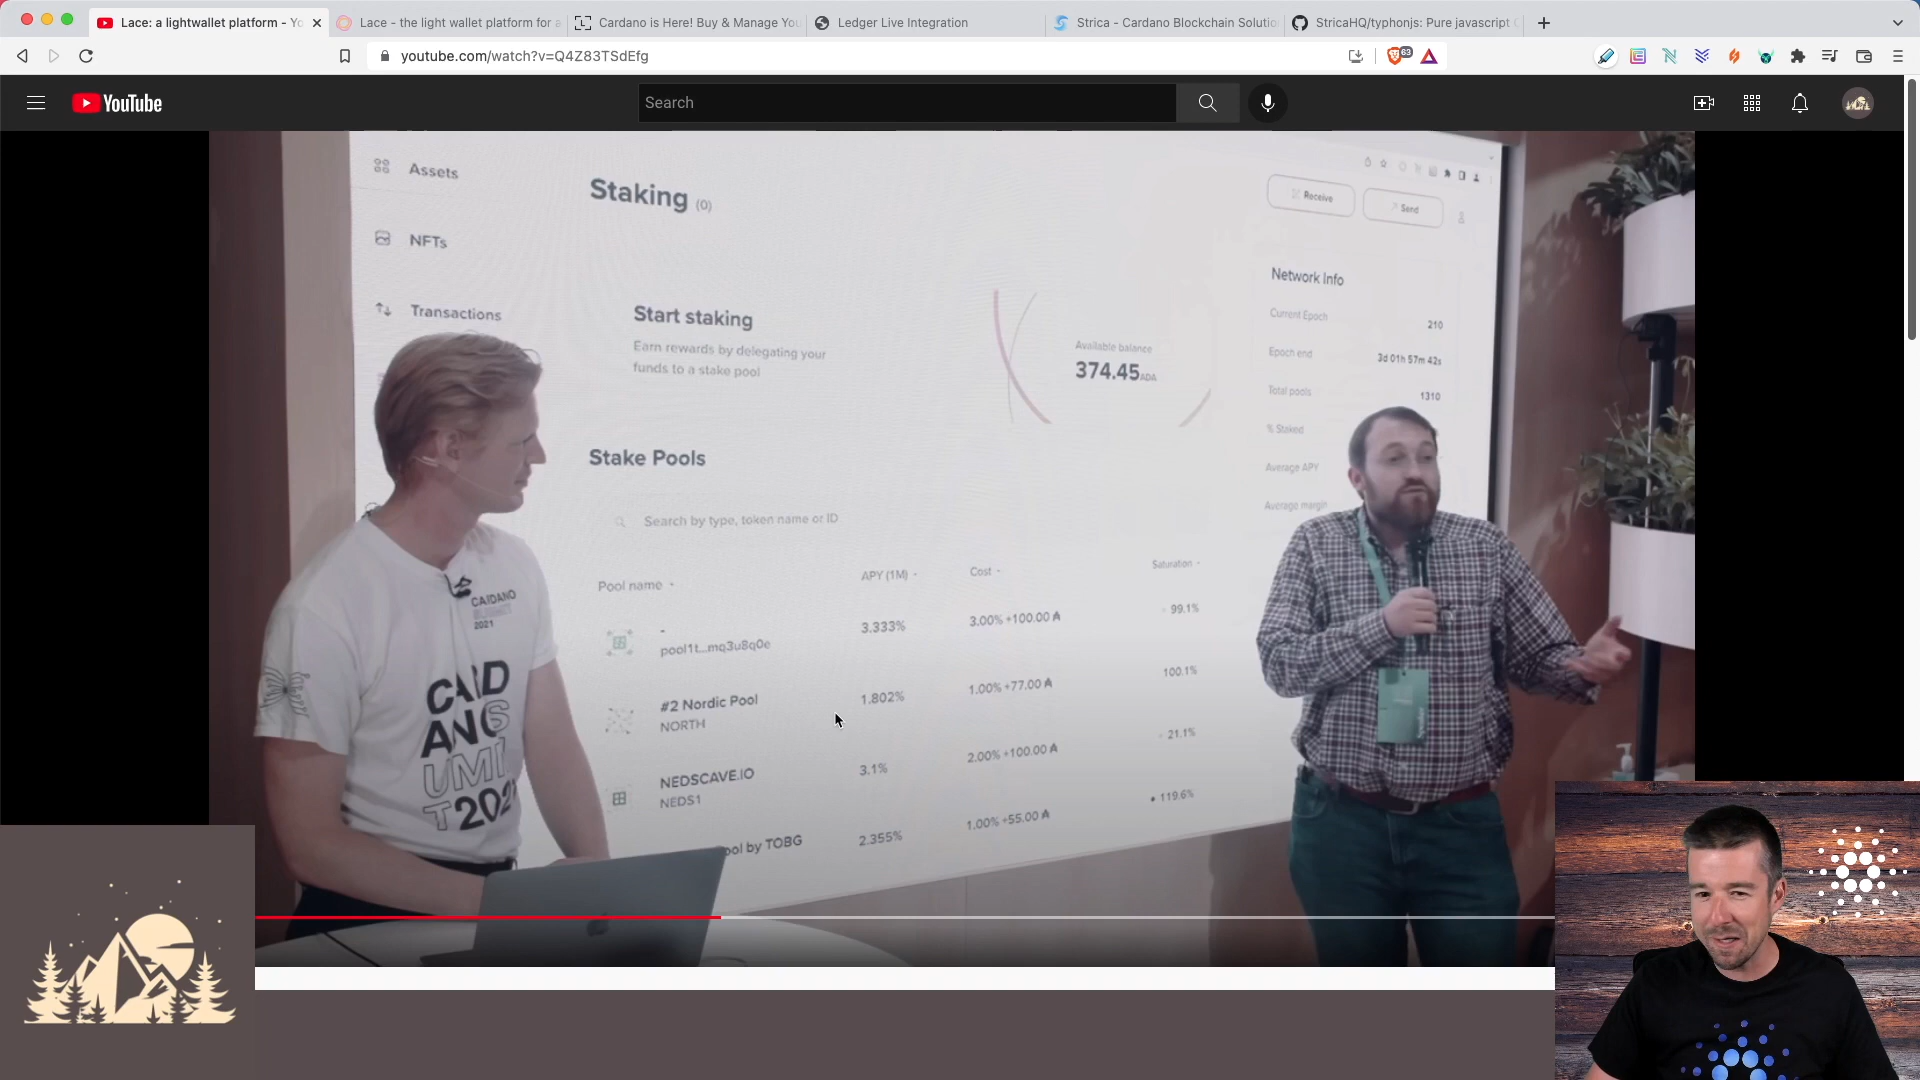 Lace: a lightwallet platform - Yo
Lace - the light wallet platform for a
Cardano is Here! Buy & Manage You
Ledger Live Integration
Strica - Cardano Blockchain Solutio
StricaHQ/typhonjs: Pure javascript C
youtube.com/watch?v=Q4Z83TSdEfg
63
YouTube
Search
Assets
NFTs
Transactions
Staking (0)
Receive
Send
Start staking
Earn rewards by delegating your
funds to a stake pool
Available balance
374.45 ADA
Network Info
Current Epoch 210
Epoch end 3d 01h 57m 42s
Total pools 1310
% Staked
Average APY
Average margin
Stake Pools
Search by type, token name or ID
Pool name APY (1M) Cost Saturation
-
pool1t...mq3u8q0e 3.333% 3.00% +100.00 ₳ 99.1%
#2 Nordic Pool 1.802% 1.00% +77.00 ₳ 100.1%
NORTH
NEDSCAVE.IO 3.1% 2.00% +100.00 ₳ 21.1%
NEDS1
ool by TOBG 2.355% 1.00% +55.00 ₳ 119.6%
CARDANO
SUMMIT
2021
CARD
ANO S
UMI
T 202